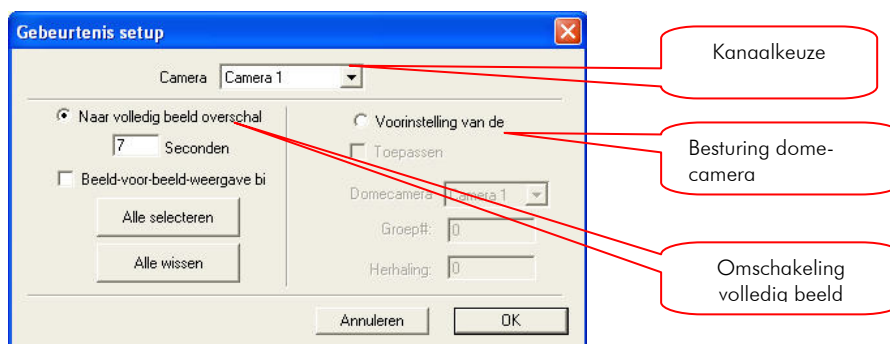 Gebeurtenis setup
Camera Camera 1
Naar volledig beeld overschal
7 Seconden
Beeld-voor-beeld-weergave bi
Alle selecteren
Alle wissen
Voorinstelling van de
Toepassen
Domecamera Camera 1
Groep#: 0
Herhaling: 0
Annuleren OK
Kanaalkeuze
Besturing dome-
camera
Omschakeling
volledig beeld